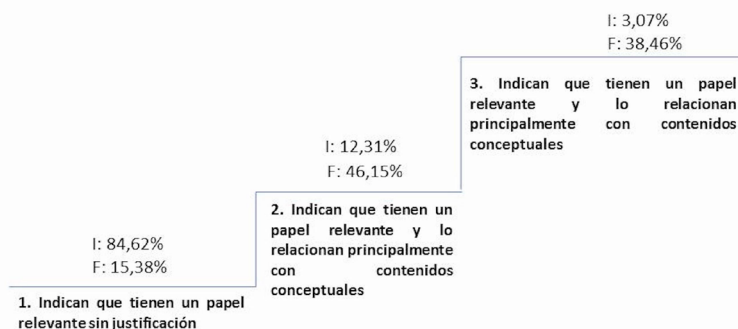 I: 3,07%
F: 38,46%
3. Indican que tienen un papel
relevante y lo relacionan
principalmente con contenidos
conceptuales
I: 12,31%
F: 46,15%
2. Indican que tienen un
papel relevante y lo
relacionan principalmente
con contenidos
conceptuales
I: 84,62%
F: 15,38%
1. Indican que tienen un papel
relevante sin justificación